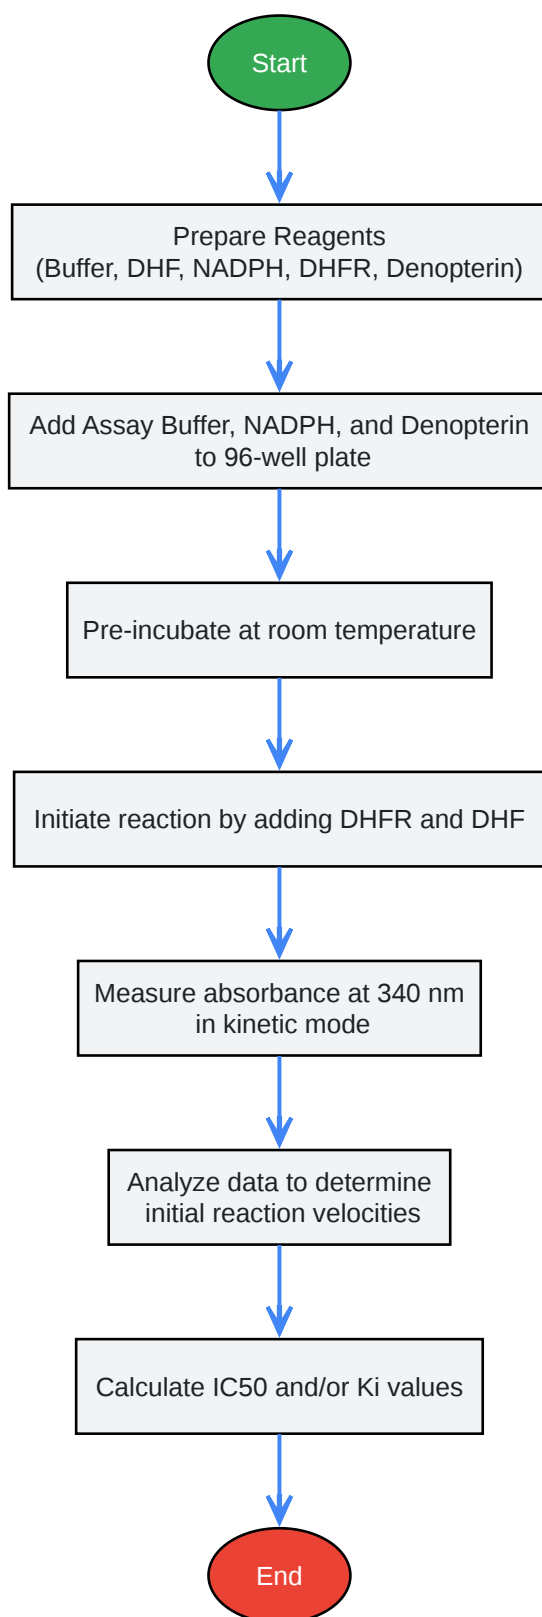 Start
Prepare Reagents
(Buffer, DHF, NADPH, DHFR, Denopterin)
Add Assay Buffer, NADPH, and Denopterin
to 96-well plate
Pre-incubate at room temperature
Initiate reaction by adding DHFR and DHF
Measure absorbance at 340 nm
in kinetic mode
Analyze data to determine
initial reaction velocities
Calculate IC50 and/or Ki values
End